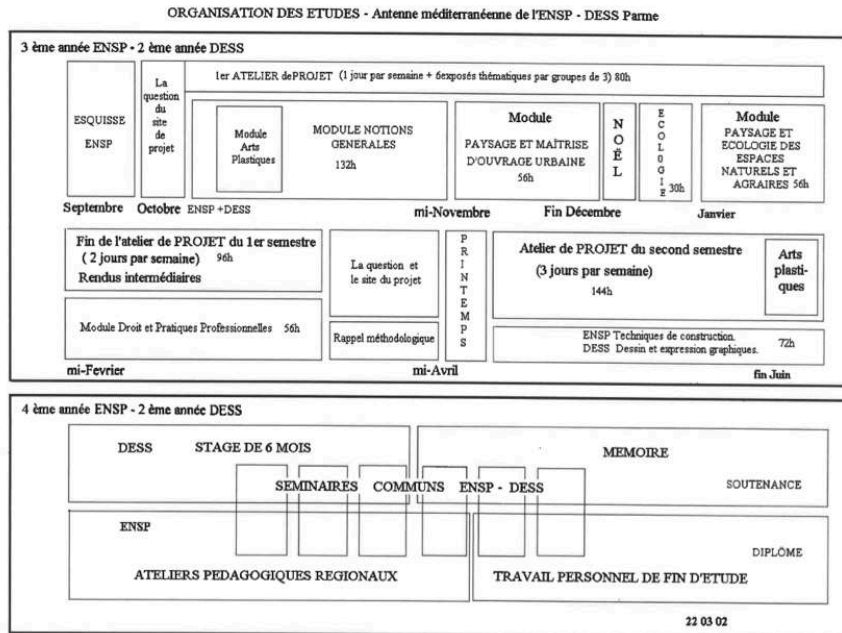 ORGANISATION DES ETUDES - Antenne méditerranéenne de l'ENSP - DESS Parme
3 ème année ENSP - 2 ème année DESS
ESQUISSE
ENSP
La
question
du
site
de
projet
1er ATELIER dePROJET (1 jour par semaine + 6exposés thématiques par groupes de 3) 80h
Module
Arts
Plastiques
MODULE NOTIONS
GENERALES
132h
Module
PAYSAGE ET MAÎTRISE
D'OUVRAGE URBAINE
56h
NOËL
ECOLOGIE
30h
Module
PAYSAGE ET
ECOLOGIE DES
ESPACES
NATURELS ET
AGRAIRES 56h
Septembre
Octobre
ENSP +DESS
mi-Novembre
Fin Décembre
Janvier
Fin de l'atelier de PROJET du 1er semestre
( 2 jours par semaine) 96h
Rendus intermédiaires
Module Droit et Pratiques Professionnelles 56h
La question et
le site du projet
Rappel méthodologique
PRINTEMPS
Atelier de PROJET du second semestre
(3 jours par semaine)
144h
Arts
plasti-
ques
ENSP Techniques de construction.
DESS Dessin et expression graphiques.
72h
mi-Fevrier
mi-Avril
fin Juin
4 ème année ENSP - 2 ème année DESS
DESS STAGE DE 6 MOIS
MEMOIRE
SEMINAIRES COMMUNS ENSP - DESS
SOUTENANCE
ENSP
DIPLÔME
ATELIERS PEDAGOGIQUES REGIONAUX
TRAVAIL PERSONNEL DE FIN D'ETUDE
22 03 02